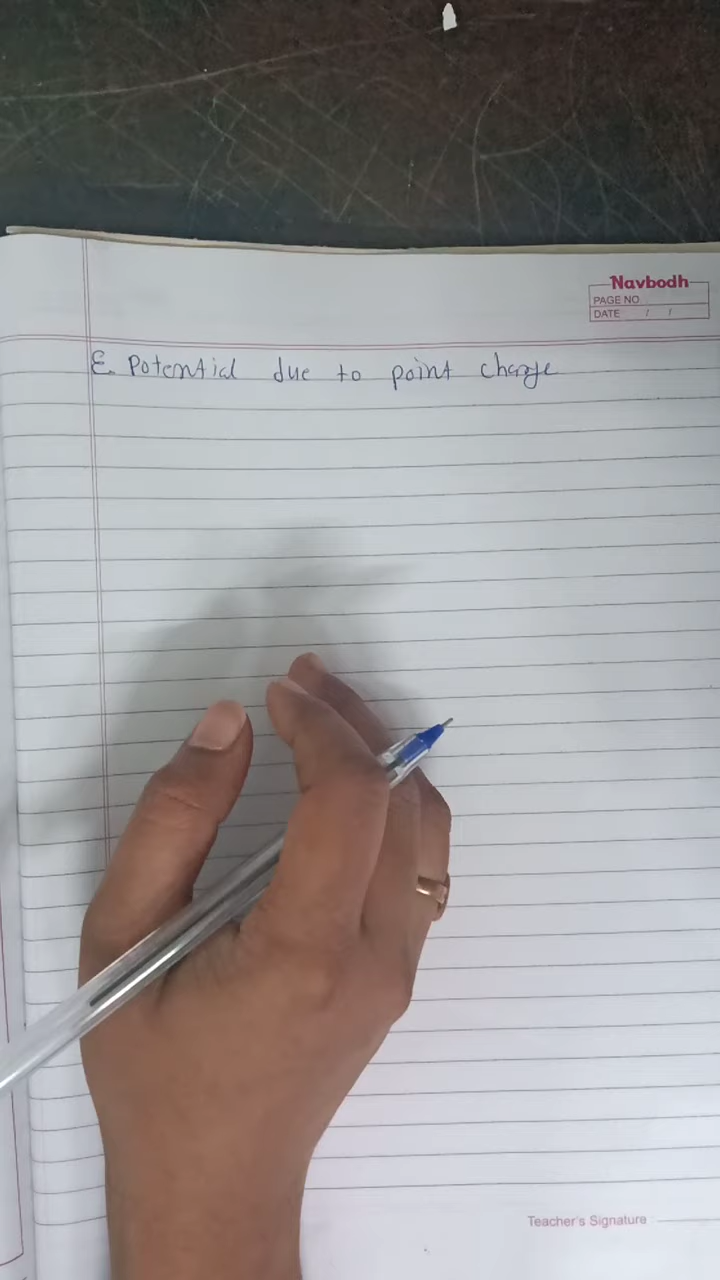 Navbodh
PAGE NO.
DATE / /
E. Potential due to point charge
Teacher's Signature